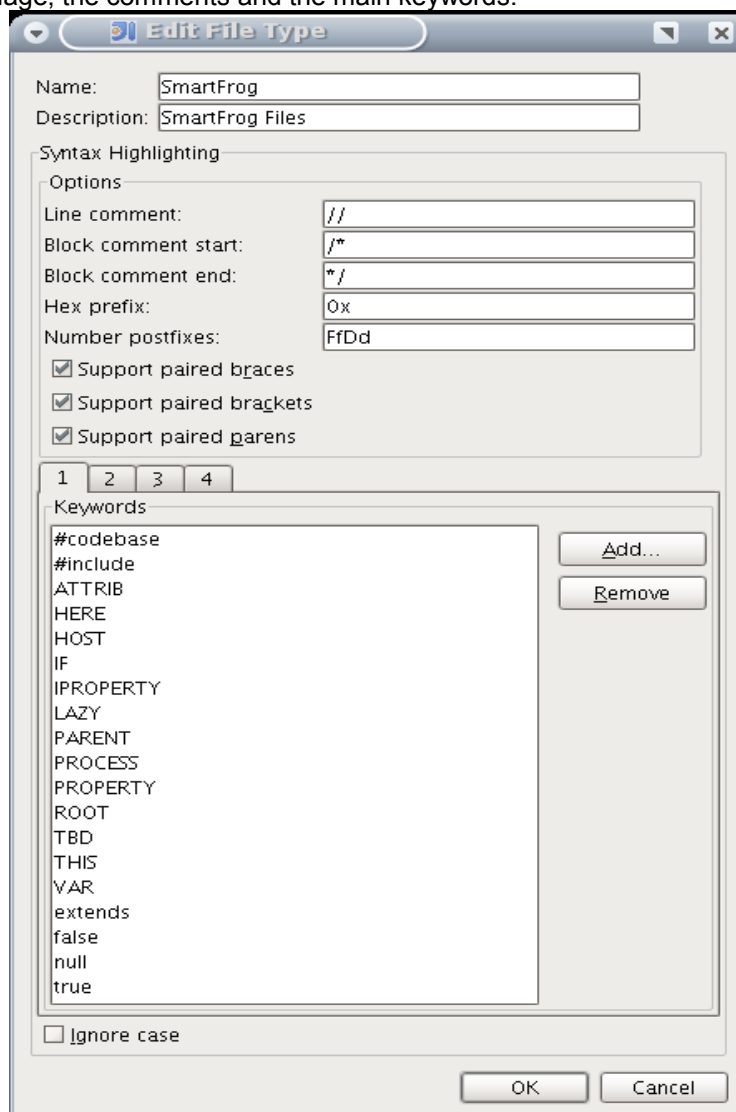 age, the comments and the main keywords.
Edit File Type
Name: SmartFrog
Description: SmartFrog Files
Syntax Highlighting
Options
Line comment: //
Block comment start: /*
Block comment end: */
Hex prefix: 0x
Number postfixes: FfDd
Support paired braces
Support paired brackets
Support paired parens
1 2 3 4
Keywords
#codebase
Add...
#include
Remove
ATTRIB
HERE
HOST
IF
IPROPERTY
LAZY
PARENT
PROCESS
PROPERTY
ROOT
TBD
THIS
VAR
extends
false
null
true
Ignore case
OK Cancel